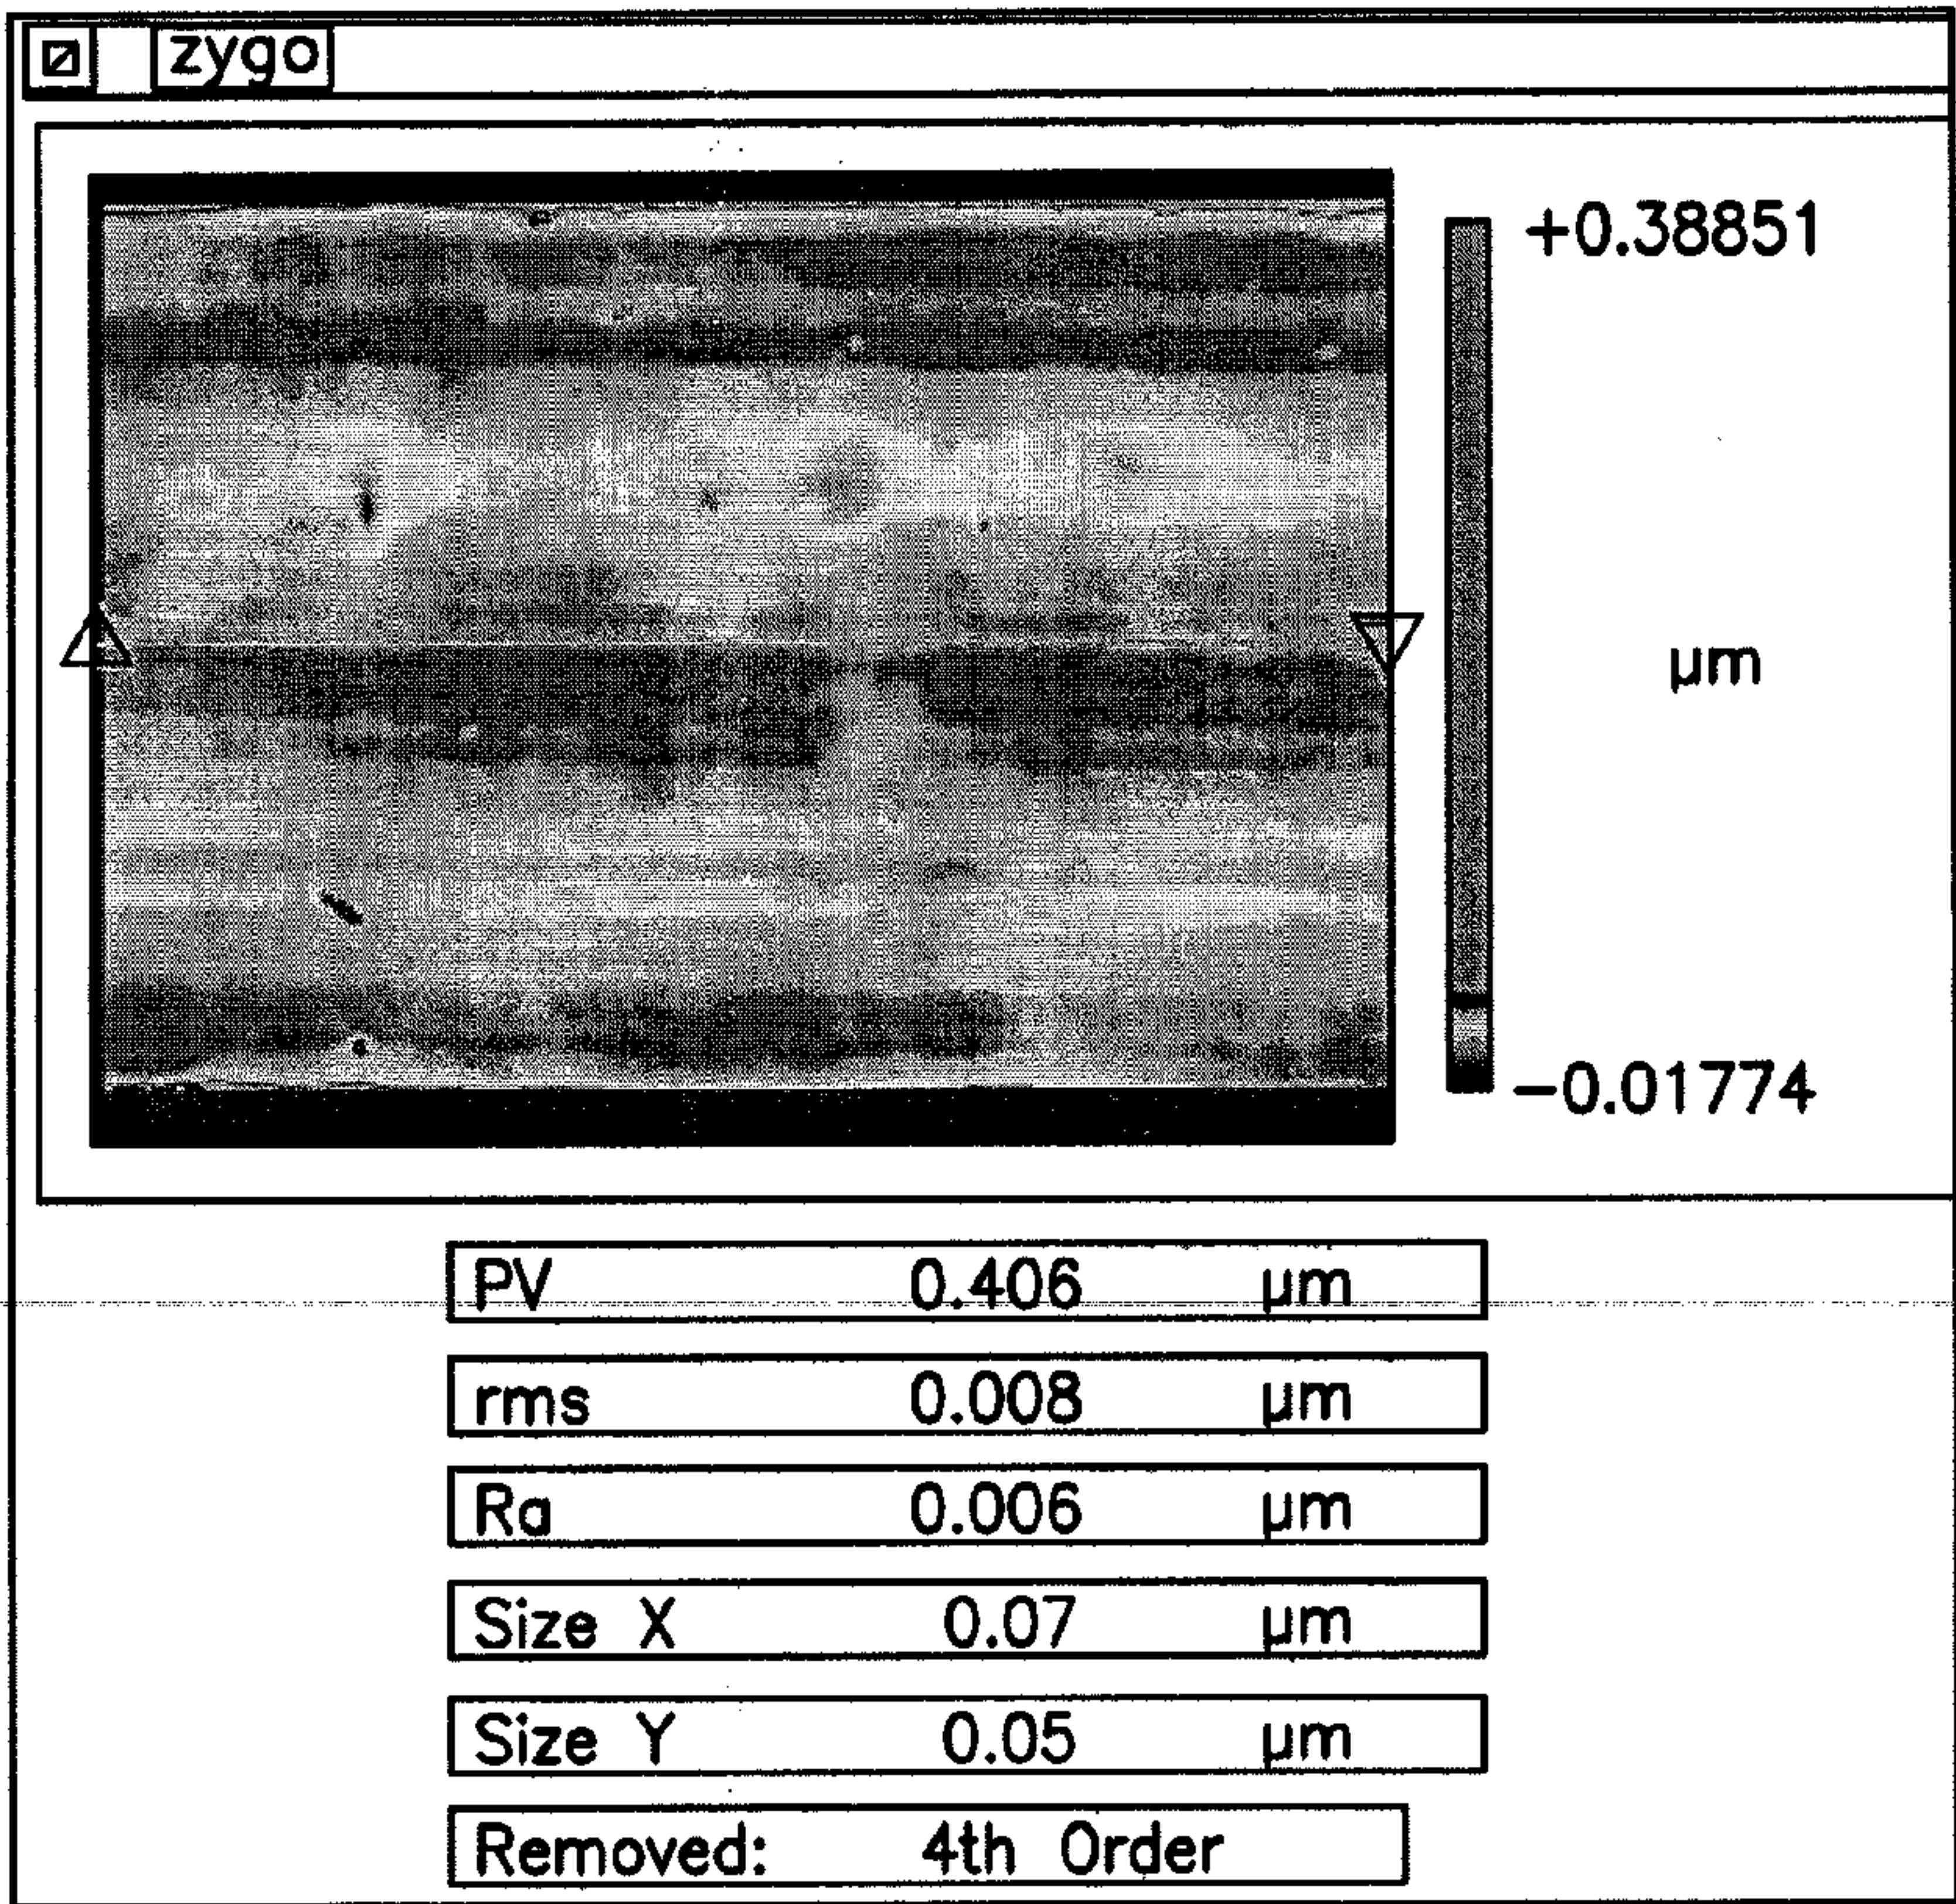 zygo
+0.38851
µm
-0.01774
PV 0.406 µm
rms 0.008 µm
Ra 0.006 µm
Size X 0.07 µm
Size Y 0.05 µm
Removed: 4th Order